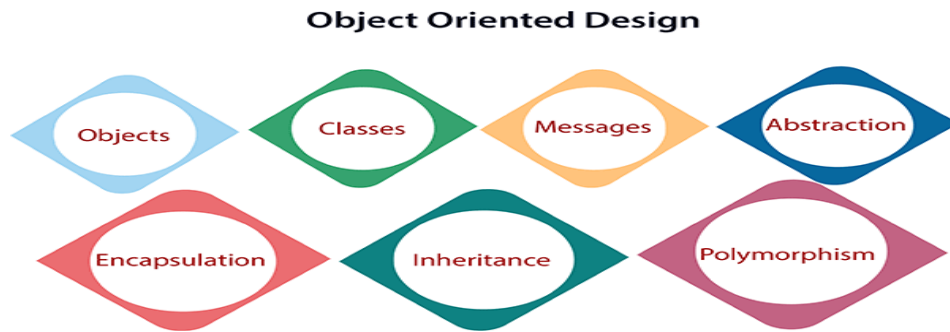 Object Oriented Design
Objects
Classes
Messages
Abstraction
Encapsulation
Inheritance
Polymorphism